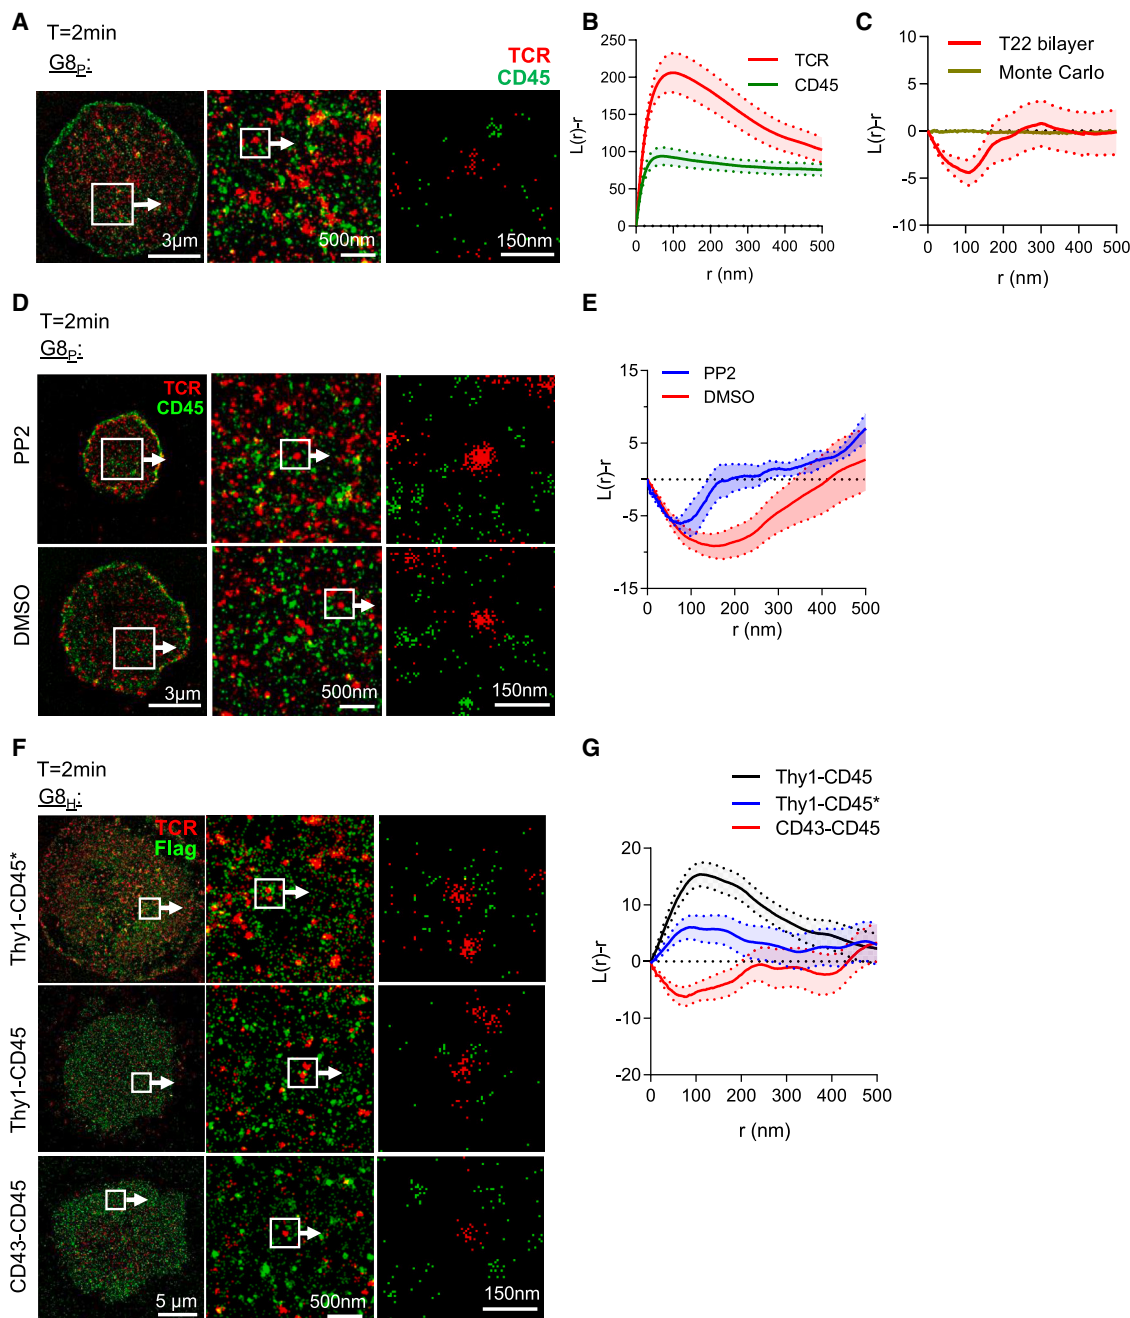 A
T=2min
G8P:
TCR
CD45
3µm
500nm
150nm
B
250
200
150
100
50
0
L(r)-r
TCR
CD45
0 100 200 300 400 500
r (nm)
C
10
5
0
-5
-10
L(r)-r
T22 bilayer
Monte Carlo
0 100 200 300 400 500
r (nm)
D
T=2min
G8P:
TCR
CD45
PP2
DMSO
3µm
500nm
150nm
E
PP2
DMSO
15
5
-5
-15
L(r)-r
0 100 200 300 400 500
r (nm)
F
T=2min
G8H:
TCR
Flag
Thy1-CD45*
Thy1-CD45
CD43-CD45
5 µm
500nm
150nm
G
Thy1-CD45
Thy1-CD45*
CD43-CD45
20
10
0
-10
-20
L(r)-r
0 100 200 300 400 500
r (nm)